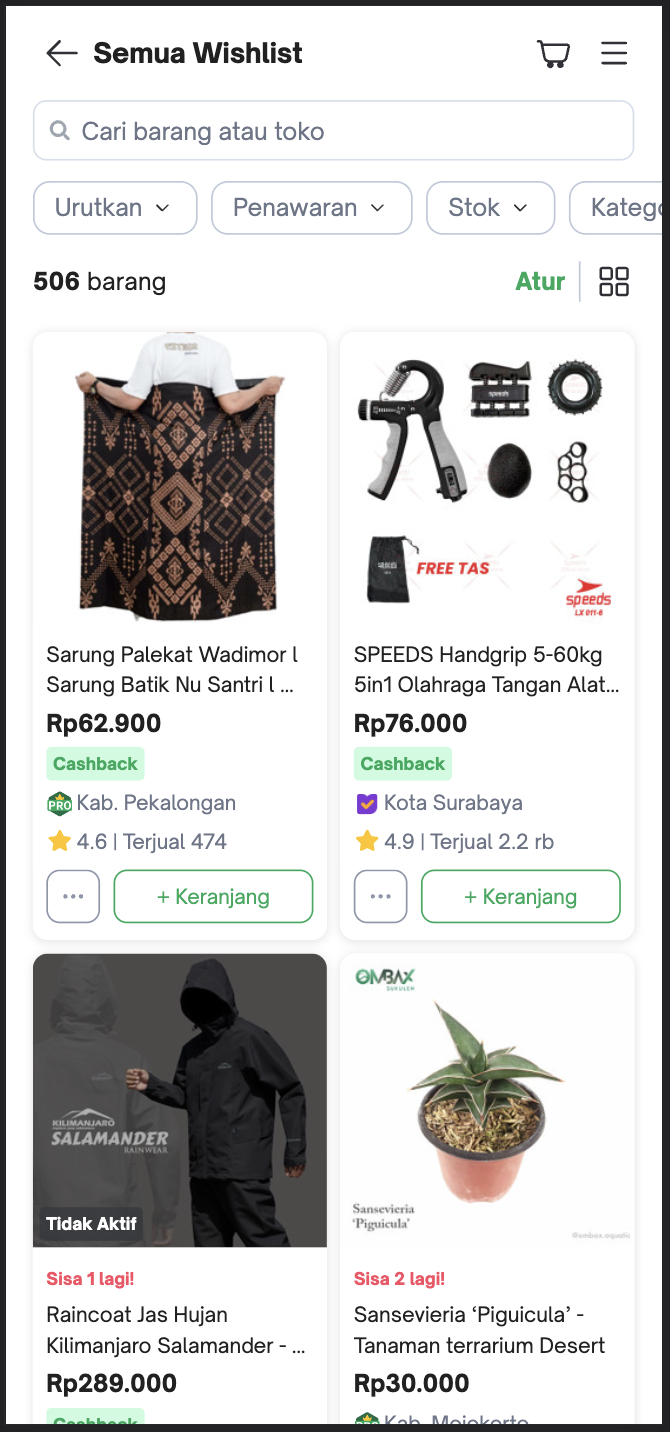 Semua Wishlist
Cari barang atau toko
Urutkan
Penawaran
Stok
Katego
506 barang
Atur
speeds
FREE TAS
speeds
LX 011-6
Sarung Palekat Wadimor l
Sarung Batik Nu Santri l ...
Rp62.900
Cashback
PRO Kab. Pekalongan
4.6 | Terjual 474
+ Keranjang
SPEEDS Handgrip 5-60kg
5in1 Olahraga Tangan Alat...
Rp76.000
Cashback
Kota Surabaya
4.9 | Terjual 2.2 rb
+ Keranjang
KILIMANJARO
SALAMANDER
RAINWEAR
Tidak Aktif
Sisa 1 lagi!
Raincoat Jas Hujan
Kilimanjaro Salamander - ...
Rp289.000
Cashback
OMBAX
SUKULEN
Sansevieria
'Piguicula'
@ombax.aquatic
Sisa 2 lagi!
Sansevieria ‘Piguicula’ -
Tanaman terrarium Desert
Rp30.000
Kab. Mojokerto